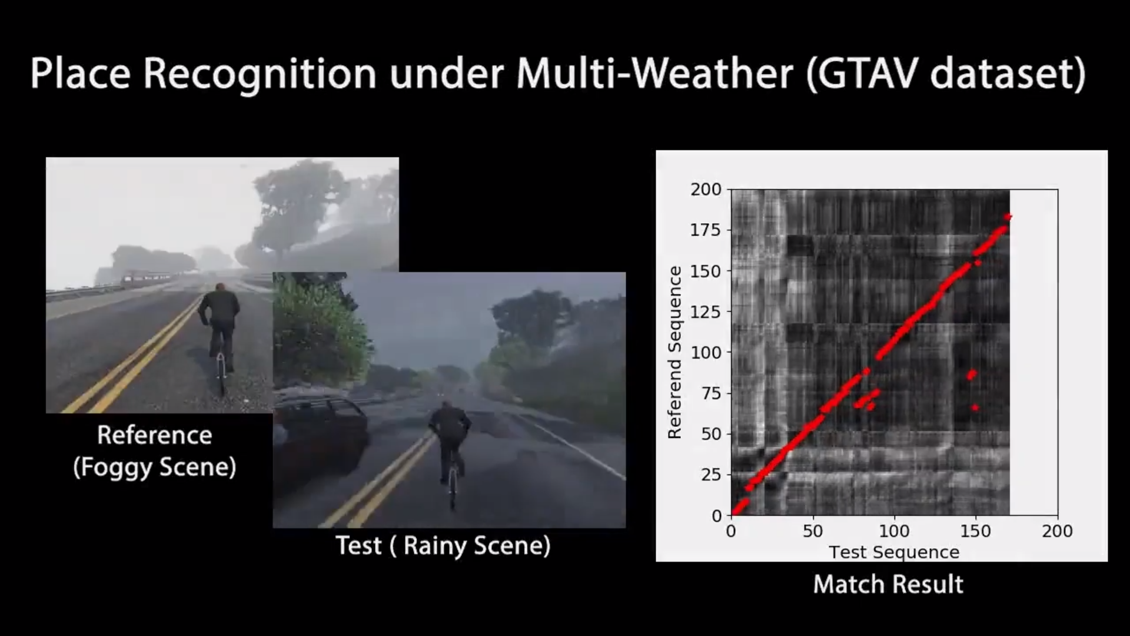 Place Recognition under Multi-Weather (GTAV dataset)
Reference
(Foggy Scene)
Test ( Rainy Scene)
Referend Sequence
200
175
150
125
100
75
50
25
0
0 50 100 150 200
Test Sequence
Match Result